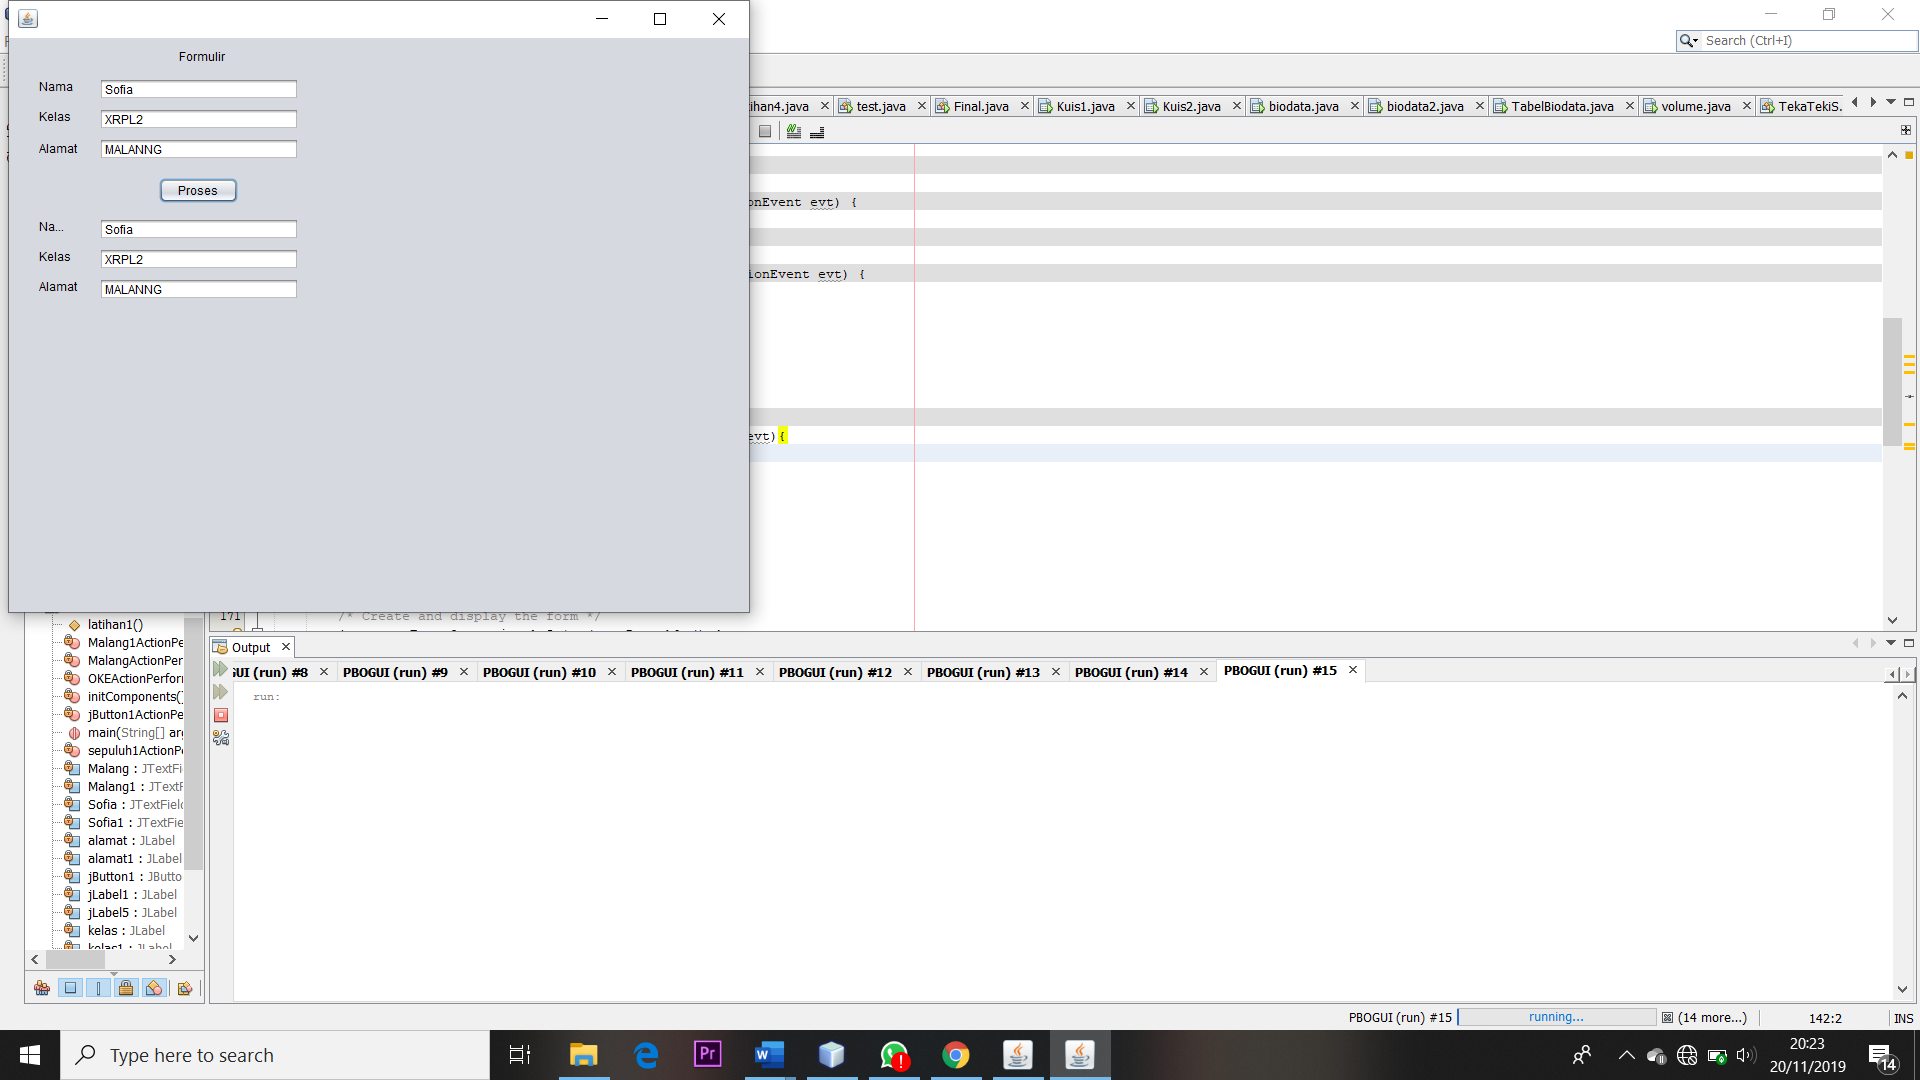 Formulir
Nama Sofia
Kelas XRPL2
Alamat MALANNG
Proses
Na... Sofia
Kelas XRPL2
Alamat MALANNG
Search (Ctrl+I)
ihan4.java test.java Final.java Kuis1.java Kuis2.java biodata.java biodata2.java TabelBiodata.java volume.java TekaTekiS.
onEvent evt) {
ionEvent evt) {
evt){
171 /* Create and display the form */
latihan1()
Malang1ActionPe
MalangActionPer
OKEActionPerfor
initComponents(
jButton1ActionPe
main(String[] arg
sepuluh1ActionP
Malang : JTextFi
Malang1 : JTextF
Sofia : JTextField
Sofia1 : JTextFie
alamat : JLabel
alamat1 : JLabel
jButton1 : JButto
jLabel1 : JLabel
jLabel5 : JLabel
kelas : JLabel
kelas1 : JLabel
Output
UI (run) #8 PBOGUI (run) #9 PBOGUI (run) #10 PBOGUI (run) #11 PBOGUI (run) #12 PBOGUI (run) #13 PBOGUI (run) #14 PBOGUI (run) #15
run:
PBOGUI (run) #15 running... (14 more...) 142:2 INS
Type here to search
Pr
W
20:23
20/11/2019
14